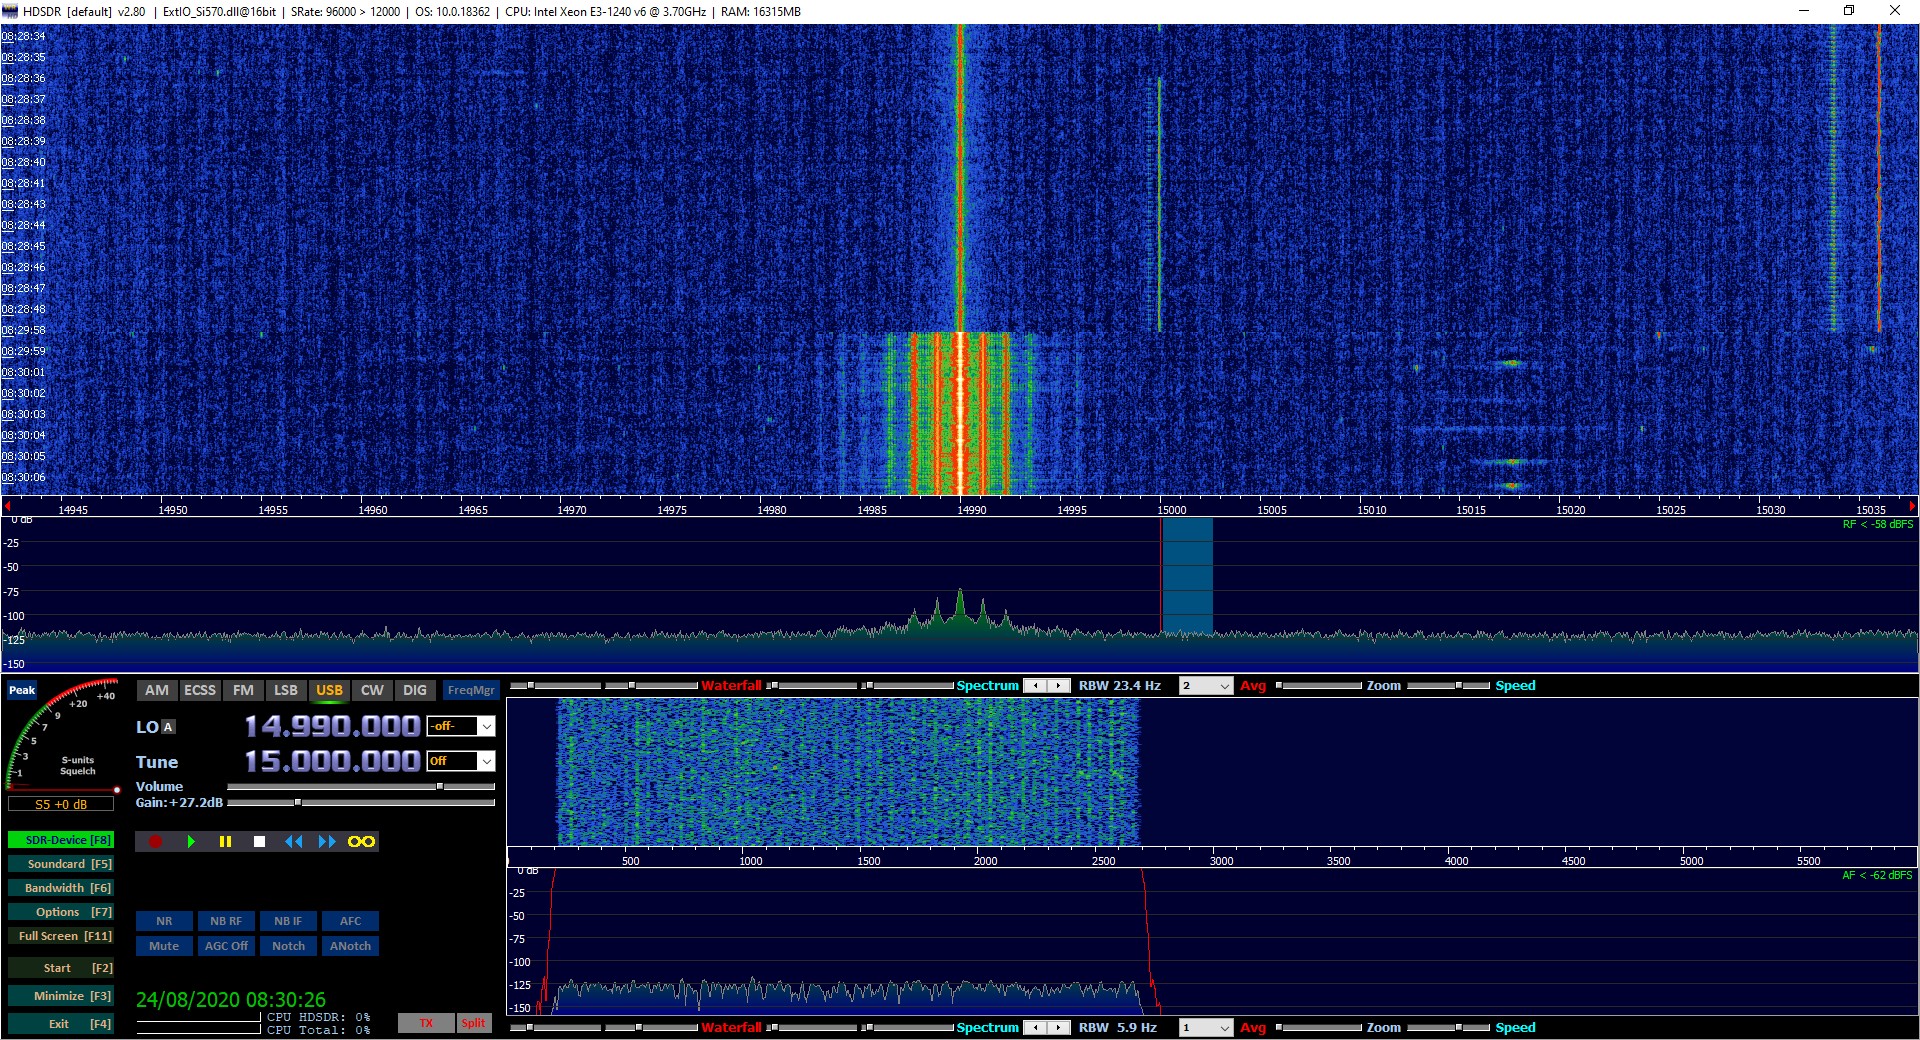 HDSDR [default] v2.80 | ExtIO_Si570.dll@16bit | SRate: 96000 > 12000 | OS: 10.0.18362 | CPU: Intel Xeon E3-1240 v6 @ 3.70GHz | RAM: 16315MB
08:28:34
08:28:35
08:28:36
08:28:37
08:28:38
08:28:39
08:28:40
08:28:41
08:28:43
08:28:44
08:28:45
08:28:46
08:28:47
08:28:48
08:29:58
08:29:59
08:30:01
08:30:02
08:30:03
08:30:04
08:30:05
08:30:06
14945 14950 14955 14960 14965 14970 14975 14980 14985 14990 14995 15000 15005 15010 15015 15020 15025 15030 15035
0 dB
RF < -58 dBFS
-25
-50
-75
-100
-125
-150
Peak
1 3 5 7 9 +20 +40
S-units
Squelch
S5 +0 dB
AM ECSS FM LSB USB CW DIG FreqMgr
LO A 14.990.000 -off-
Tune 15.000.000 Off
Volume
Gain:+27.2dB
SDR-Device [F8]
Soundcard [F5]
Bandwidth [F6]
Options [F7]
Full Screen [F11]
Start [F2]
Minimize [F3]
Exit [F4]
NR NB RF NB IF AFC
Mute AGC Off Notch ANotch
24/08/2020 08:30:26
CPU HDSDR: 0%
CPU Total: 0%
TX Split
Waterfall Spectrum RBW 23.4 Hz 2 Avg Zoom Speed
500 1000 1500 2000 2500 3000 3500 4000 4500 5000 5500
0 dB
AF < -62 dBFS
-25
-50
-75
-100
-125
-150
Waterfall Spectrum RBW 5.9 Hz 1 Avg Zoom Speed